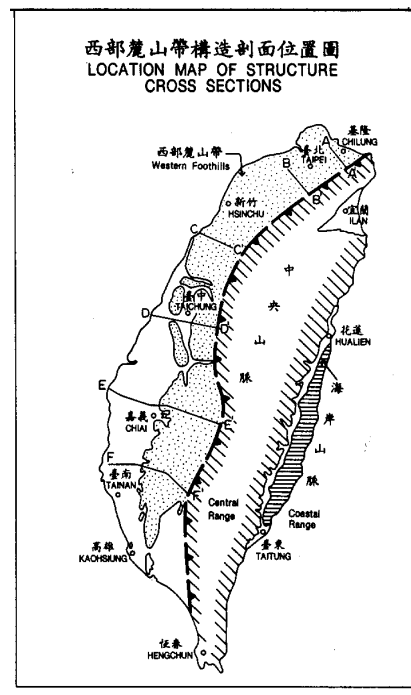 西部麓山帶構造剖面位置圖
LOCATION MAP OF STRUCTURE
CROSS SECTIONS
基隆
CHILUNG
A
臺北
TAIPEI
A'
西部麓山帶
Western Foothills
B
B'
宜蘭
ILAN
新竹
HSINCHU
C
C'
中央山脈
臺中
TAICHUNG
D
D'
花蓮
HUALIEN
海岸山脈
E
嘉義
CHIAI
E'
F
F'
臺南
TAINAN
Central
Range
Coastal
Range
高雄
KAOHSIUNG
臺東
TAITUNG
恆春
HENGCHUN